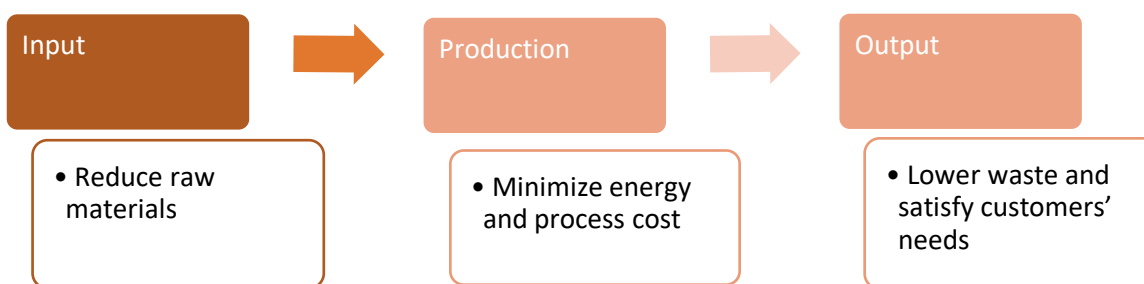 Input
• Reduce raw
materials
Production
• Minimize energy
and process cost
Output
• Lower waste and
satisfy customers’
needs